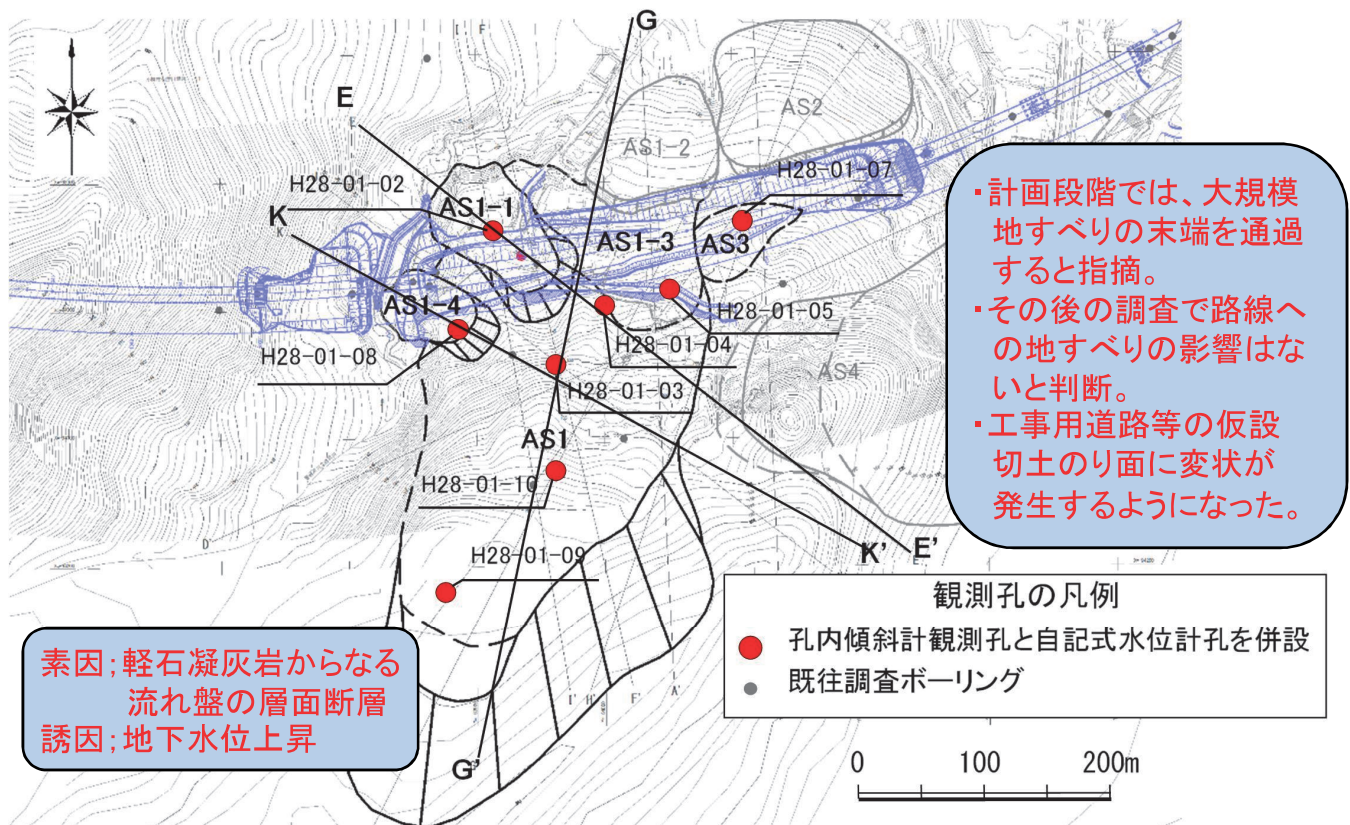 G
E
AS2
AS1-2
H28-01-07
H28-01-02
AS1-1
K
AS1-3
AS3
AS1-4
H28-01-05
H28-01-08
H28-01-04
AS4
H28-01-03
AS1
H28-01-10
K'
E'
H28-01-09
D'
I'
H'
F'
A'
G'
・計画段階では、大規模
地すべりの末端を通過
すると指摘。
・その後の調査で路線へ
の地すべりの影響はな
いと判断。
・工事用道路等の仮設
切土のり面に変状が
発生するようになった。
素因;軽石凝灰岩からなる
流れ盤の層面断層
誘因;地下水位上昇
観測孔の凡例
孔内傾斜計観測孔と自記式水位計孔を併設
既往調査ボーリング
0 100 200m